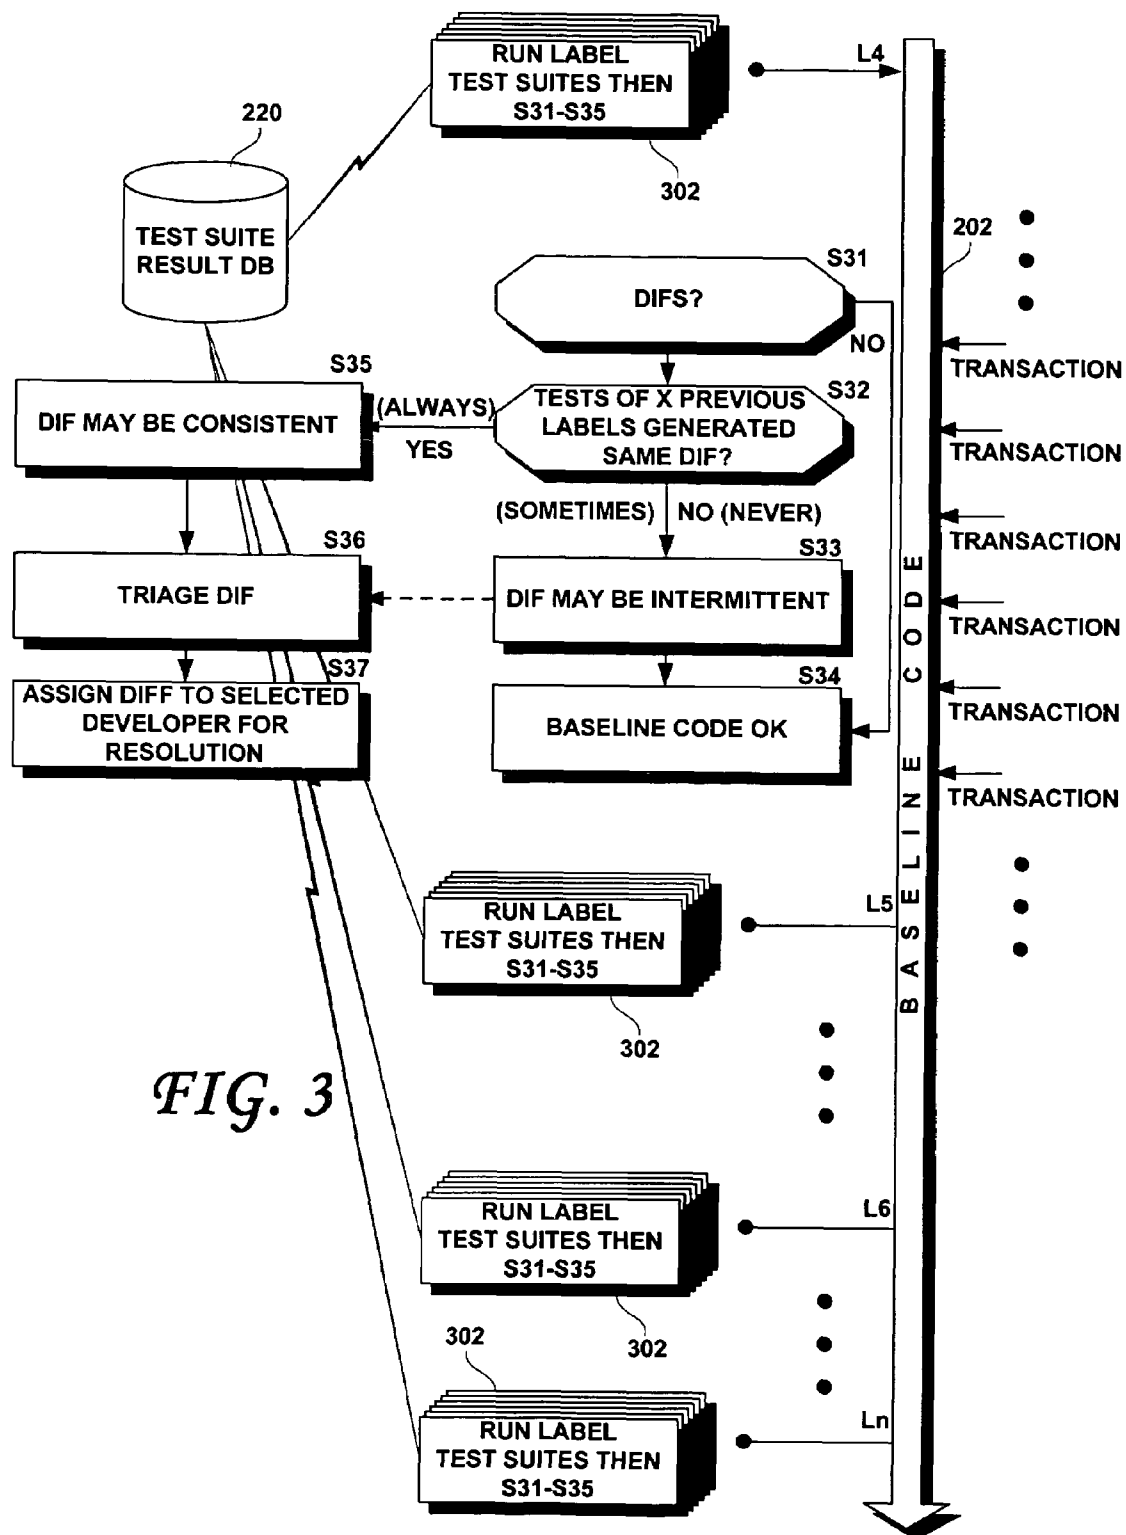 RUN LABEL
TEST SUITES THEN
S31-S35
302
L4
220
TEST SUITE
RESULT DB
202
S31
DIFS?
NO
TRANSACTION
S35
DIF MAY BE CONSISTENT
(ALWAYS)
YES
S32
TESTS OF X PREVIOUS
LABELS GENERATED
SAME DIF?
TRANSACTION
(SOMETIMES)
NO (NEVER)
TRANSACTION
S36
TRIAGE DIF
S33
DIF MAY BE INTERMITTENT
TRANSACTION
S37
ASSIGN DIFF TO SELECTED
DEVELOPER FOR
RESOLUTION
S34
BASELINE CODE OK
TRANSACTION
TRANSACTION
BASELINE CODE
RUN LABEL
TEST SUITES THEN
S31-S35
302
L5
FIG. 3
RUN LABEL
TEST SUITES THEN
S31-S35
302
L6
302
RUN LABEL
TEST SUITES THEN
S31-S35
Ln